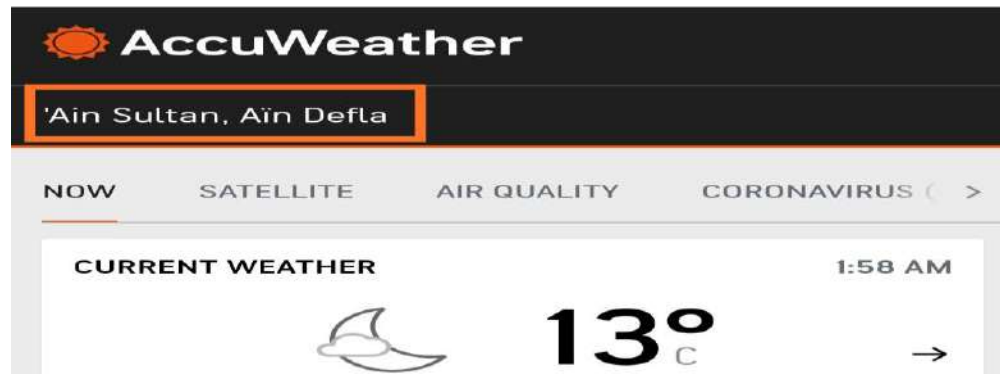 AccuWeather
'Ain Sultan, Aïn Defla
NOW SATELLITE AIR QUALITY CORONAVIRUS ( >
CURRENT WEATHER 1:58 AM
13°
C →